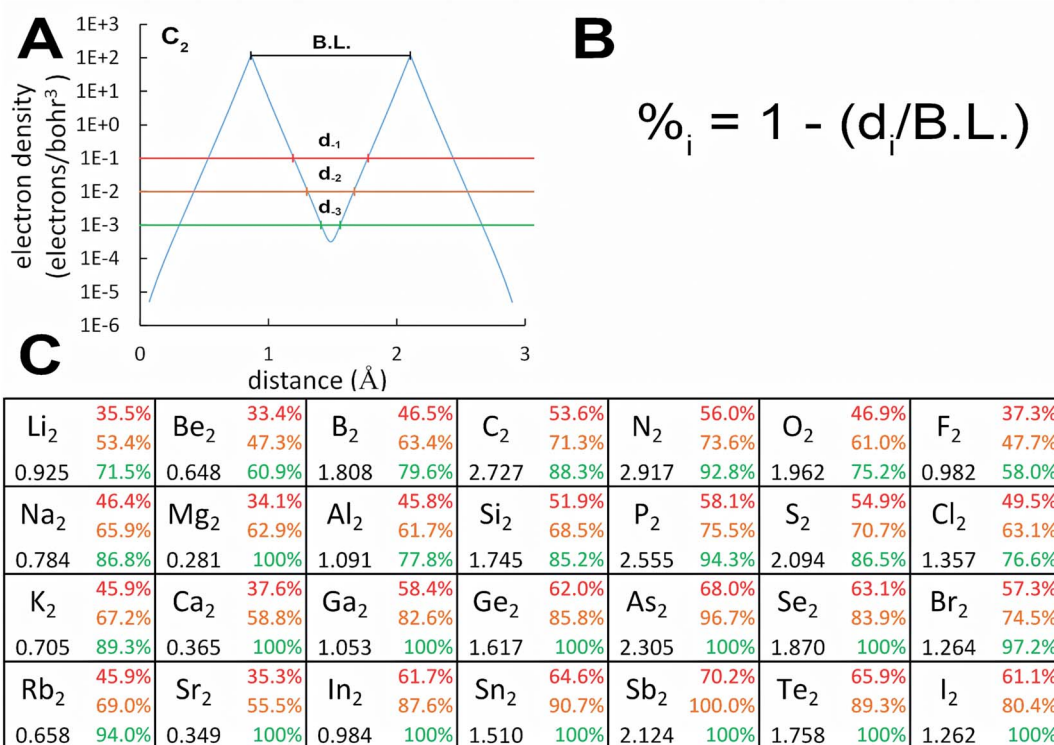 A
C₂
B.L.
electron density
(electrons/bohr³ )
1E+3
1E+2
1E+1
1E+0
1E-1
1E-2
1E-3
1E-4
1E-5
1E-6
d₋₁
d₋₂
d₋₃
0 1 2 3
distance (Å)
B
%ᵢ = 1 - (dᵢ/B.L.)
C
Li₂ 35.5% 53.4% 0.925 71.5%
Be₂ 33.4% 47.3% 0.648 60.9%
B₂ 46.5% 63.4% 1.808 79.6%
C₂ 53.6% 71.3% 2.727 88.3%
N₂ 56.0% 73.6% 2.917 92.8%
O₂ 46.9% 61.0% 1.962 75.2%
F₂ 37.3% 47.7% 0.982 58.0%
Na₂ 46.4% 65.9% 0.784 86.8%
Mg₂ 34.1% 62.9% 0.281 100%
Al₂ 45.8% 61.7% 1.091 77.8%
Si₂ 51.9% 68.5% 1.745 85.2%
P₂ 58.1% 75.5% 2.555 94.3%
S₂ 54.9% 70.7% 2.094 86.5%
Cl₂ 49.5% 63.1% 1.357 76.6%
K₂ 45.9% 67.2% 0.705 89.3%
Ca₂ 37.6% 58.8% 0.365 100%
Ga₂ 58.4% 82.6% 1.053 100%
Ge₂ 62.0% 85.8% 1.617 100%
As₂ 68.0% 96.7% 2.305 100%
Se₂ 63.1% 83.9% 1.870 100%
Br₂ 57.3% 74.5% 1.264 97.2%
Rb₂ 45.9% 69.0% 0.658 94.0%
Sr₂ 35.3% 55.5% 0.349 100%
In₂ 61.7% 87.6% 0.984 100%
Sn₂ 64.6% 90.7% 1.510 100%
Sb₂ 70.2% 100.0% 2.124 100%
Te₂ 65.9% 89.3% 1.758 100%
I₂ 61.1% 80.4% 1.262 100%